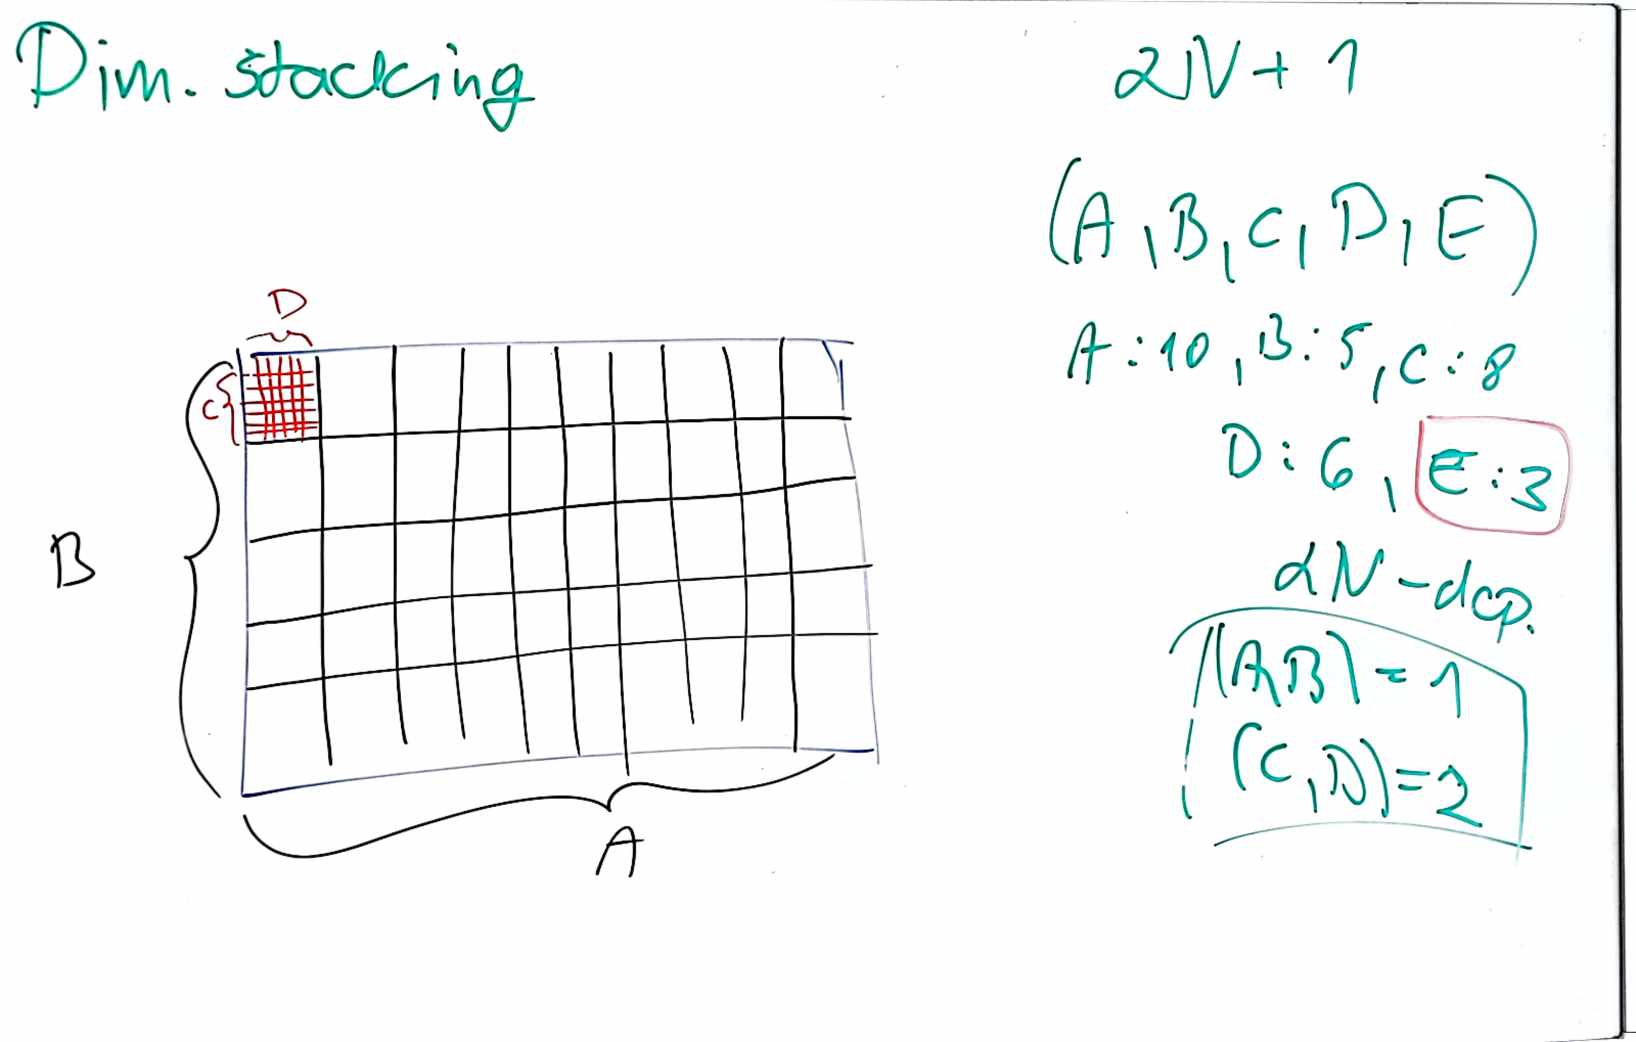 Dim. stacking
2N + 1
(A, B, C, D, E)
A: 10, B: 5, C: 8
D: 6, E: 3
2N - dep.
(A,B) = 1
(C, D) = 2
D
C
B
A